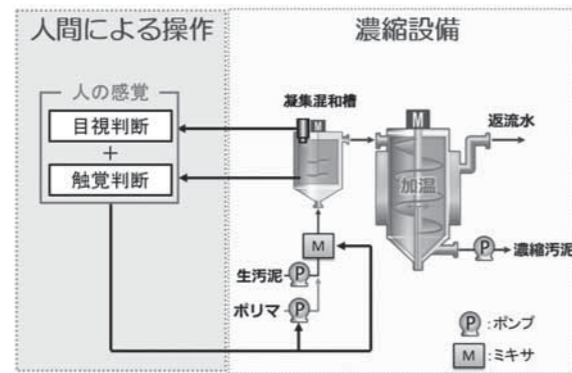 人間による操作
濃縮設備
人の感覚
目視判断
+
触覚判断
凝集混和槽
M
M
返流水
加温
M
生汚泥
P
ポリマ
P
P
濃縮汚泥
P
:ポンプ
M
:ミキサ